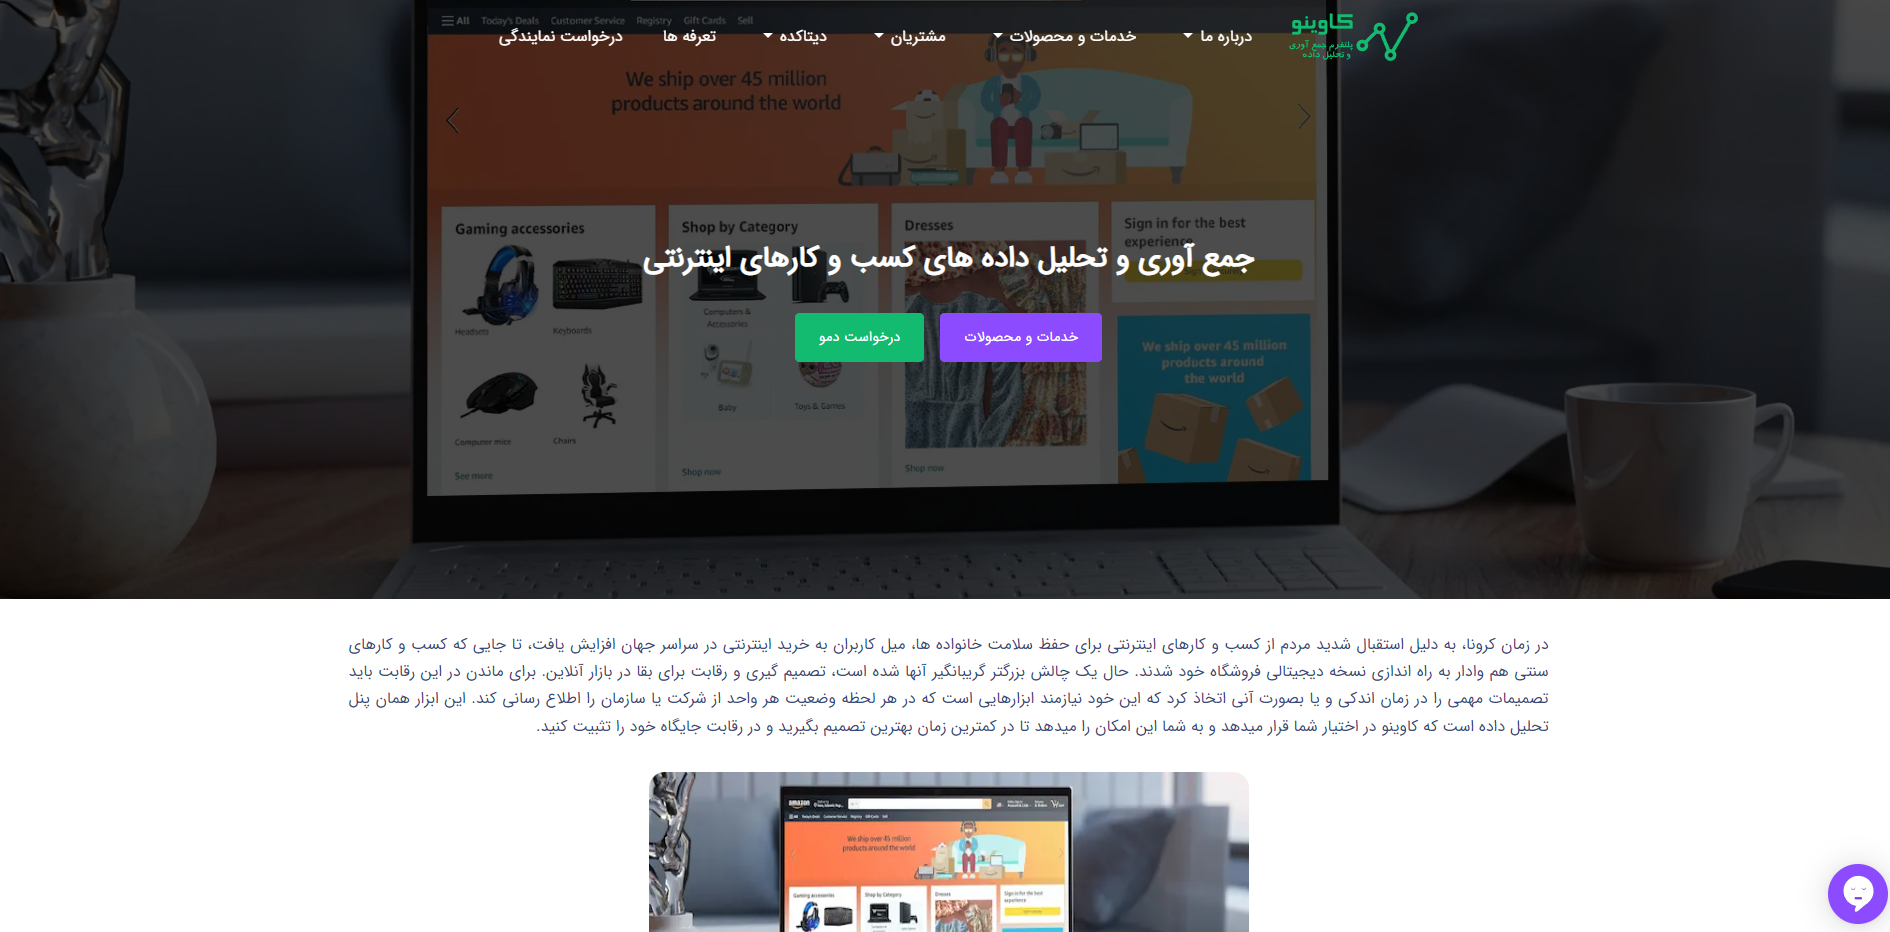 کاوینو
پلتفرم جمع آوری
و تحلیل داده
درباره ما
خدمات و محصولات
مشتریان
دیتاکده
تعرفه ها
درخواست نمایندگی
All Today's Deals Customer Service Registry Gift Cards Sell
We ship over 45 million
products around the world
Gaming accessories
Headsets
Keyboards
Computer mice
Chairs
See more
Shop by Category
Computers &
Accessories
Baby
Toys & Games
Shop now
Dresses
Shop now
Sign in for the best
experience
We ship over 45 million
products around
the world
جمع آوری و تحلیل داده های کسب و کارهای اینترنتی
خدمات و محصولات
درخواست دمو
در زمان کرونا، به دلیل استقبال شدید مردم از کسب و کارهای اینترنتی برای حفظ سلامت خانواده ها، میل کاربران به خرید اینترنتی در سراسر جهان افزایش یافت، تا جایی که کسب و کارهای
سنتی هم وادار به راه اندازی نسخه دیجیتالی فروشگاه خود شدند. حال یک چالش بزرگتر گریبانگیر آنها شده است، تصمیم گیری و رقابت برای بقا در بازار آنلاین. برای ماندن در این رقابت باید
تصمیمات مهمی را در زمان اندکی و یا بصورت آنی اتخاذ کرد که این خود نیازمند ابزارهایی است که در هر لحظه وضعیت هر واحد از شرکت یا سازمان را اطلاع رسانی کند. این ابزار همان پنل
تحلیل داده است که کاوینو در اختیار شما قرار میدهد و به شما این امکان را میدهد تا در کمترین زمان بهترین تصمیم بگیرید و در رقابت جایگاه خود را تثبیت کنید.
amazon
All Today's Deals Customer Service Registry Gift Cards Sell
We ship over 45 million
products around the world
Gaming accessories
Shop by Category
Dresses
Sign in for the best
experience